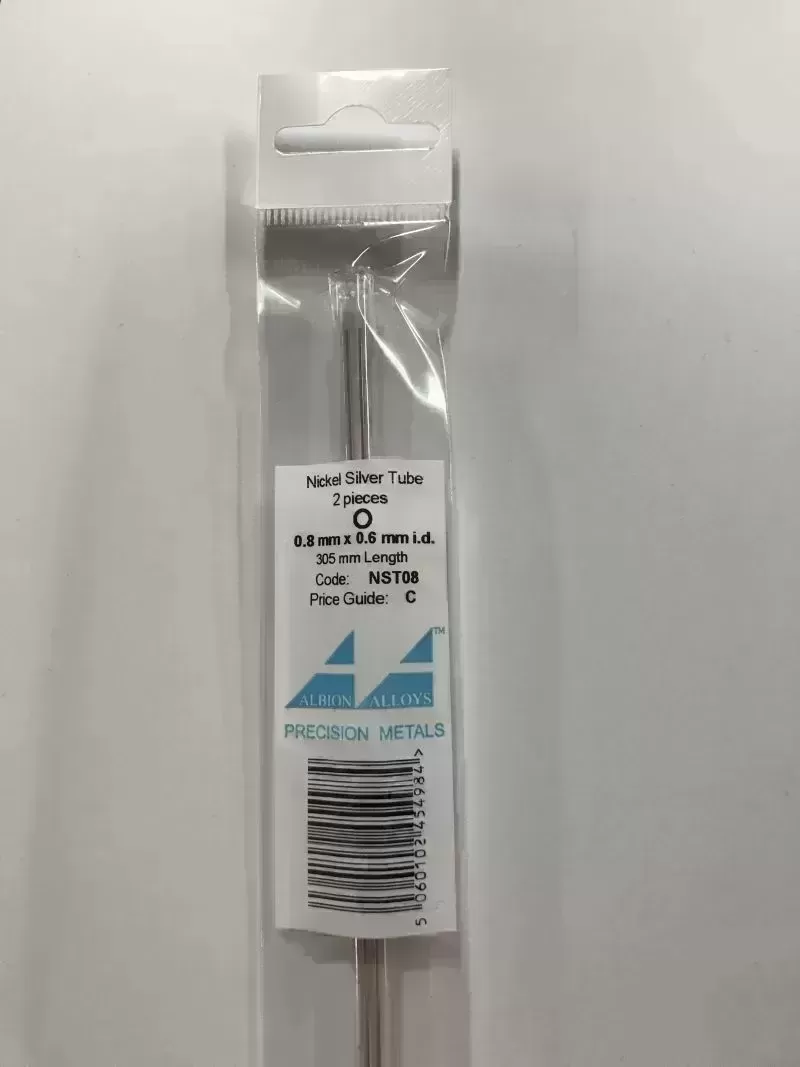 Nickel Silver Tube
2 pieces
0.8 mm x 0.6 mm i.d.
305 mm Length
Code: NST08
Price Guide: C
TM
ALBION ALLOYS
PRECISION METALS
5 060102 454984 >